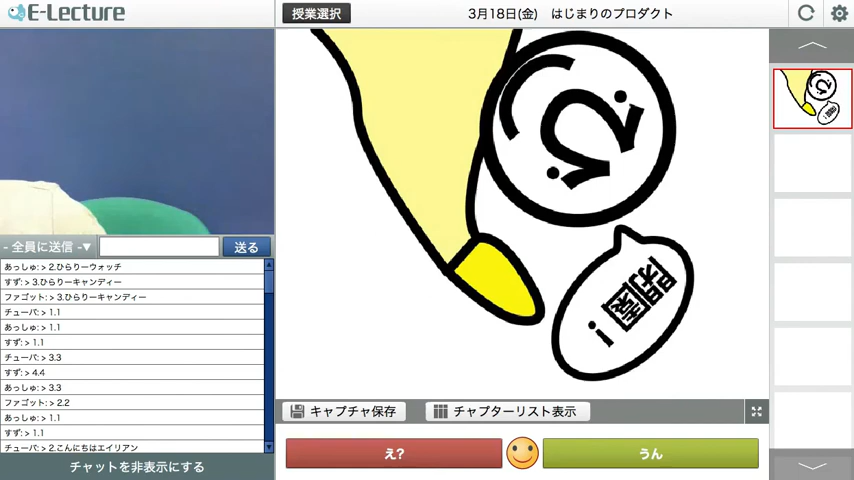 E-Lecture
授業選択
3月18日(金) はじまりのプロダクト
- 全員に送信 -▼
送る
あっしゅ: > 2.ひらりーウォッチ
すず: > 3.ひらりーキャンディー
ファゴット: > 3.ひらりーキャンディー
チューバ: > 1.1
あっしゅ: > 1.1
すず: > 1.1
チューバ: > 3.3
すず: > 4.4
あっしゅ: > 3.3
ファゴット: > 2.2
あっしゅ: > 1.1
すず: > 1.1
チューバ: > 2.こんにちはエイリアン
チャットを非表示にする
閉園!
キャプチャ保存
チャプターリスト表示
え?
うん